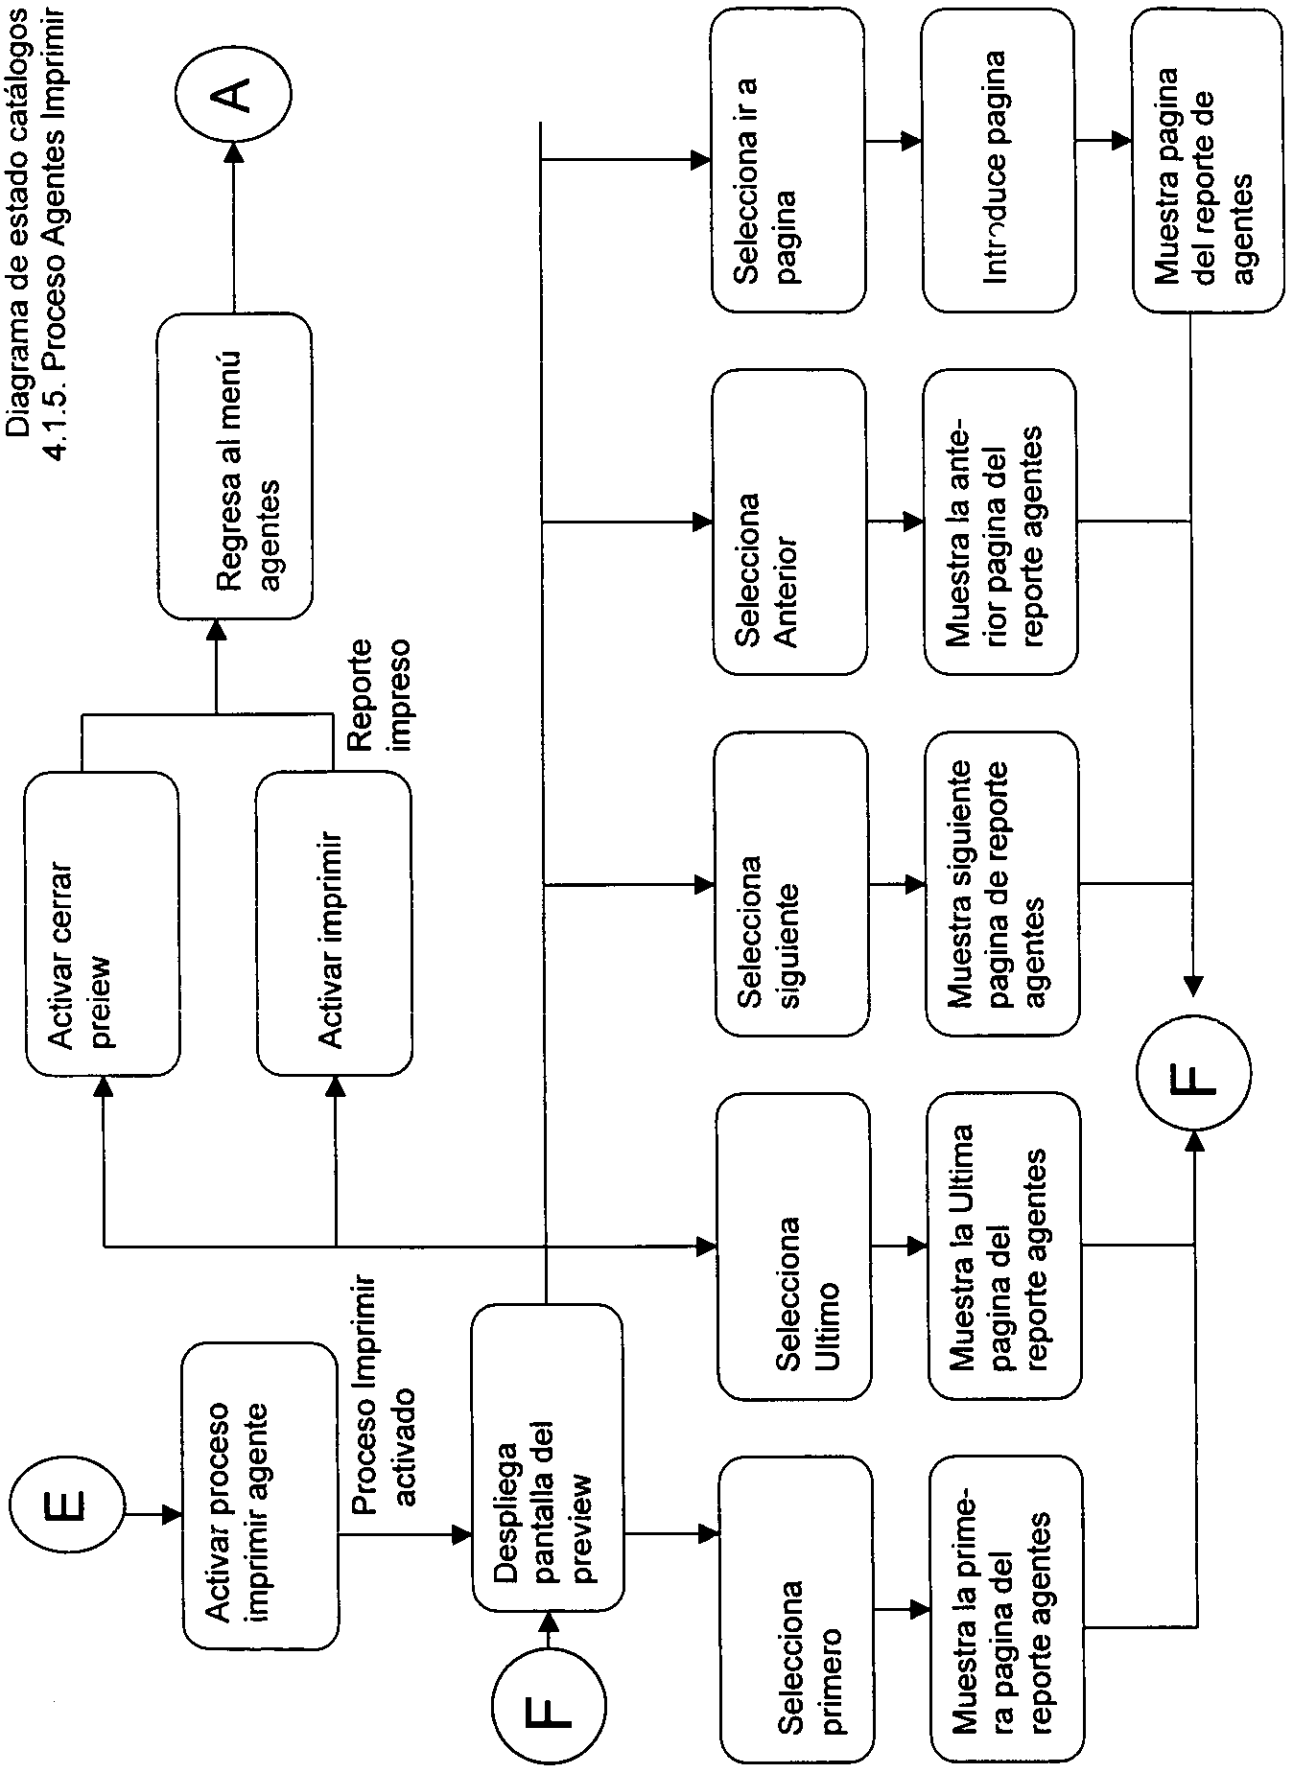 Diagrama de estado catálogos
4.1.5. Proceso Agentes Imprimir
E
Activar proceso
imprimir agente
Proceso Imprimir
activado
F
Despliega
pantalla del
preview
Activar cerrar
preiew
Activar imprimir
Reporte
impreso
Regresa al menú
agentes
A
Selecciona
primero
Muestra la prime-
ra pagina del
reporte agentes
Selecciona
Ultimo
Muestra la Ultima
pagina del
reporte agentes
Selecciona
siguiente
Muestra siguiente
pagina de reporte
agentes
Selecciona
Anterior
Muestra la ante-
rior pagina del
reporte agentes
Selecciona ir a
pagina
Introduce pagina
Muestra pagina
del reporte de
agentes
F